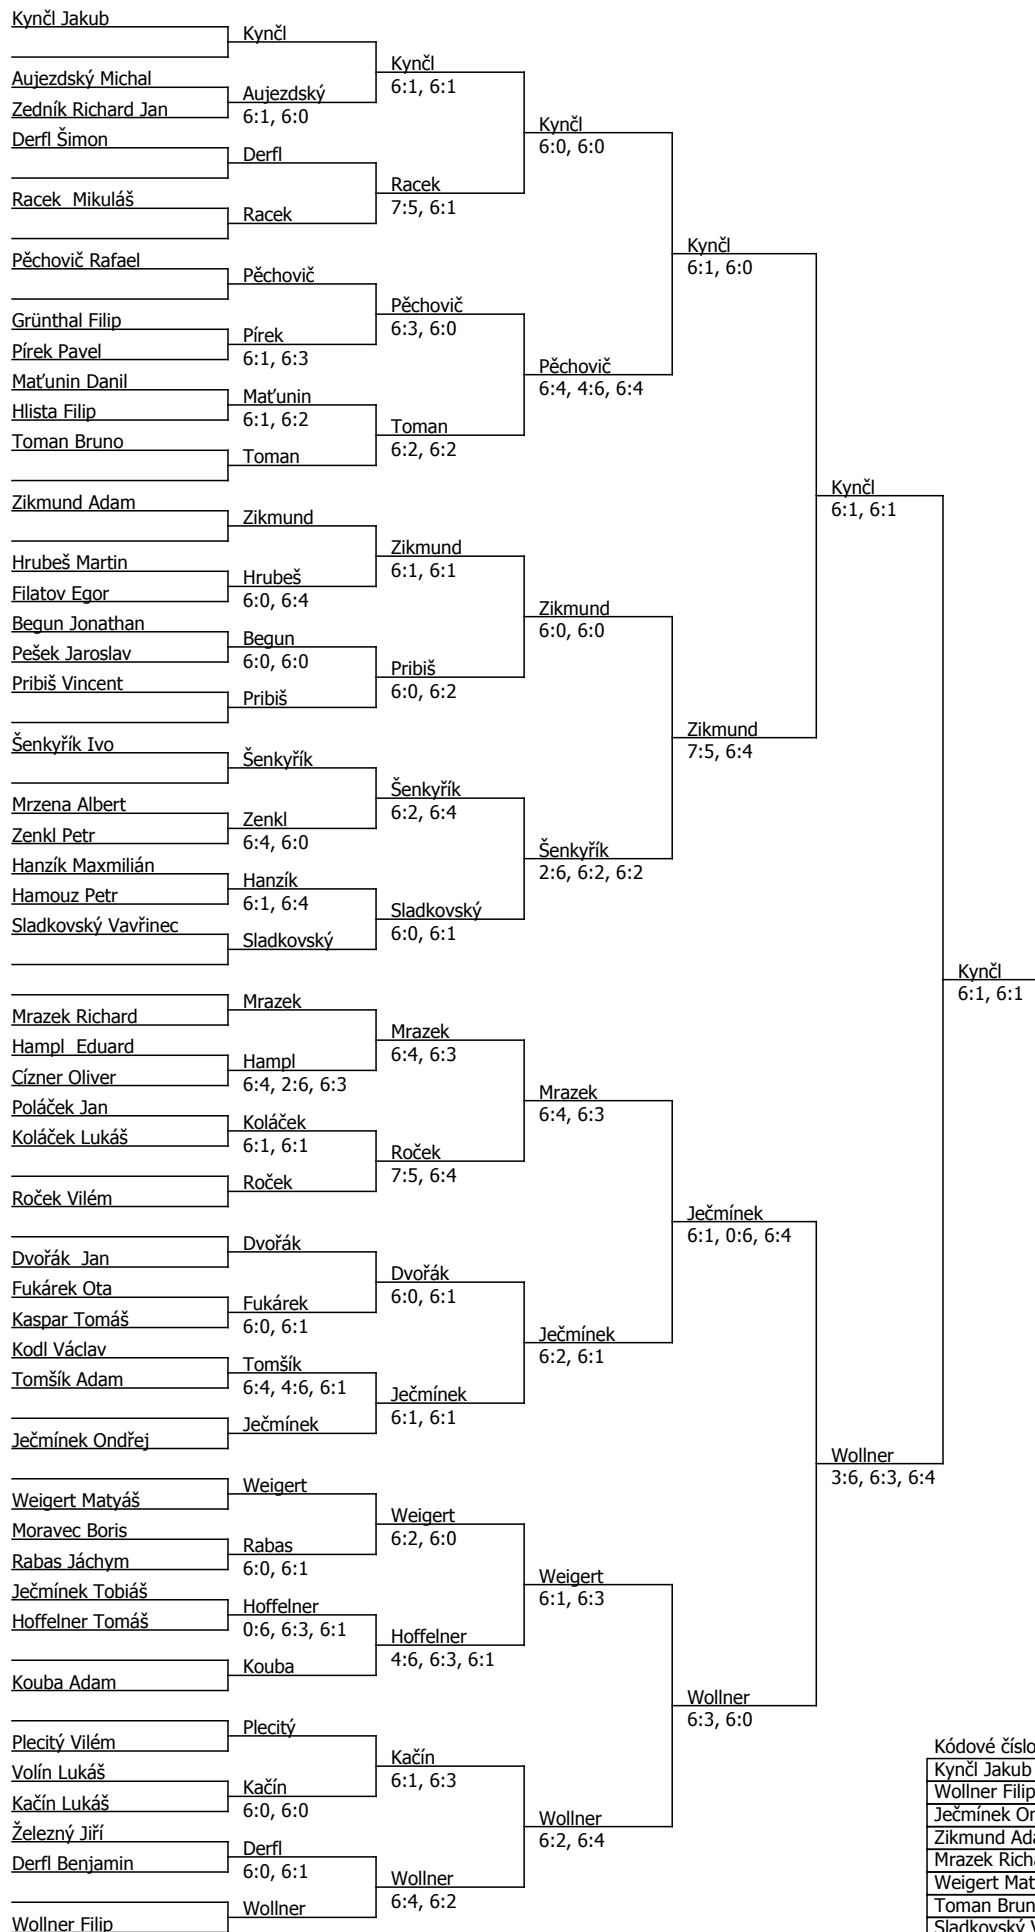 Kynčl Jakub
Aujezdský Michal
Zedník Richard Jan
Derfl Šimon
Racek  Mikuláš
Pěchovič Rafael
Grünthal Filip
Pírek Pavel
Maťunin Danil
Hlista Filip
Toman Bruno
Zikmund Adam
Hrubeš Martin
Filatov Egor
Begun Jonathan
Pešek Jaroslav
Pribiš Vincent
Šenkyřík Ivo
Mrzena Albert
Zenkl Petr
Hanzík Maxmilián
Hamouz Petr
Sladkovský Vavřinec
Mrazek Richard
Hampl  Eduard
Cízner Oliver
Poláček Jan
Koláček Lukáš
Roček Vilém
Dvořák  Jan
Fukárek Ota
Kaspar Tomáš
Kodl Václav
Tomšík Adam
Ječmínek Ondřej
Weigert Matyáš
Moravec Boris
Rabas Jáchym
Ječmínek Tobiáš
Hoffelner Tomáš
Kouba Adam
Plecitý Vilém
Volín Lukáš
Kačín Lukáš
Železný Jiří
Derfl Benjamin
Wollner Filip
Kynčl
Aujezdský
6:1, 6:0
Derfl
Racek
Pěchovič
Pírek
6:1, 6:3
Maťunin
6:1, 6:2
Toman
Zikmund
Hrubeš
6:0, 6:4
Begun
6:0, 6:0
Pribiš
Šenkyřík
Zenkl
6:4, 6:0
Hanzík
6:1, 6:4
Sladkovský
Mrazek
Hampl
6:4, 2:6, 6:3
Koláček
6:1, 6:1
Roček
Dvořák
Fukárek
6:0, 6:1
Tomšík
6:4, 4:6, 6:1
Ječmínek
Weigert
Rabas
6:0, 6:1
Hoffelner
0:6, 6:3, 6:1
Kouba
Plecitý
Kačín
6:0, 6:0
Derfl
6:0, 6:1
Wollner
Kynčl
6:1, 6:1
Racek
7:5, 6:1
Pěchovič
6:3, 6:0
Toman
6:2, 6:2
Zikmund
6:1, 6:1
Pribiš
6:0, 6:2
Šenkyřík
6:2, 6:4
Sladkovský
6:0, 6:1
Mrazek
6:4, 6:3
Roček
7:5, 6:4
Dvořák
6:0, 6:1
Ječmínek
6:1, 6:1
Weigert
6:2, 6:0
Hoffelner
4:6, 6:3, 6:1
Kačín
6:1, 6:3
Wollner
6:4, 6:2
Kynčl
6:0, 6:0
Pěchovič
6:4, 4:6, 6:4
Zikmund
6:0, 6:0
Šenkyřík
2:6, 6:2, 6:2
Mrazek
6:4, 6:3
Ječmínek
6:2, 6:1
Weigert
6:1, 6:3
Wollner
6:2, 6:4
Kynčl
6:1, 6:0
Zikmund
7:5, 6:4
Ječmínek
6:1, 0:6, 6:4
Wollner
6:3, 6:0
Kynčl
6:1, 6:1
Wollner
3:6, 6:3, 6:4
Kynčl
6:1, 6:1
Kódové číslo
Kynčl Jakub
Wollner Filip
Ječmínek On
Zikmund Ada
Mrazek Richa
Weigert Mat
Toman Brun
Sladkovský V